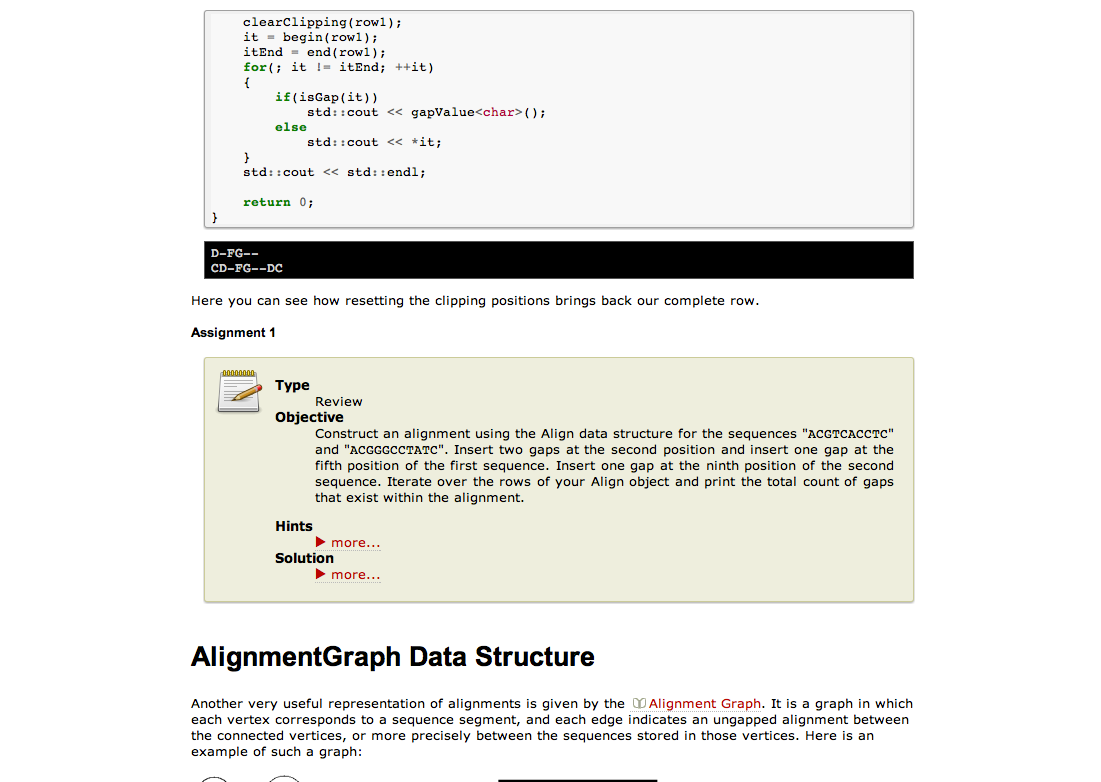 clearClipping(row1);
it = begin(row1);
itEnd = end(row1);
for(; it != itEnd; ++it)
{
if(isGap(it))
std::cout << gapValue<char>();
else
std::cout << *it;
}
std::cout << std::endl;
return 0;
}
D-FG--
CD-FG--DC
Here you can see how resetting the clipping positions brings back our complete row.
Assignment 1
Type
Review
Objective
Construct an alignment using the Align data structure for the sequences "ACGTCACCTC"
and "ACGGGCCTATC". Insert two gaps at the second position and insert one gap at the
fifth position of the first sequence. Insert one gap at the ninth position of the second
sequence. Iterate over the rows of your Align object and print the total count of gaps
that exist within the alignment.
Hints
▶ more...
Solution
▶ more...
AlignmentGraph Data Structure
Another very useful representation of alignments is given by the Alignment Graph. It is a graph in which
each vertex corresponds to a sequence segment, and each edge indicates an ungapped alignment between
the connected vertices, or more precisely between the sequences stored in those vertices. Here is an
example of such a graph: